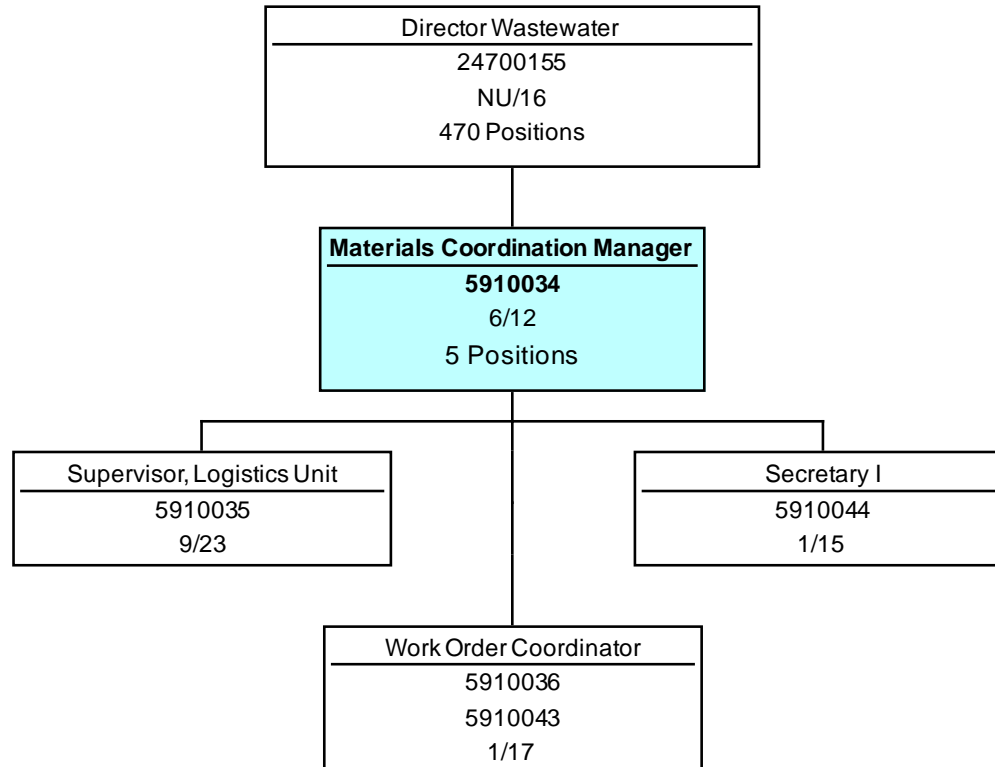 Director Wastewater
24700155
NU/16
470 Positions
Materials Coordination Manager
5910034
6/12
5 Positions
Supervisor, Logistics Unit
5910035
9/23
Secretary I
5910044
1/15
Work Order Coordinator
5910036
5910043
1/17